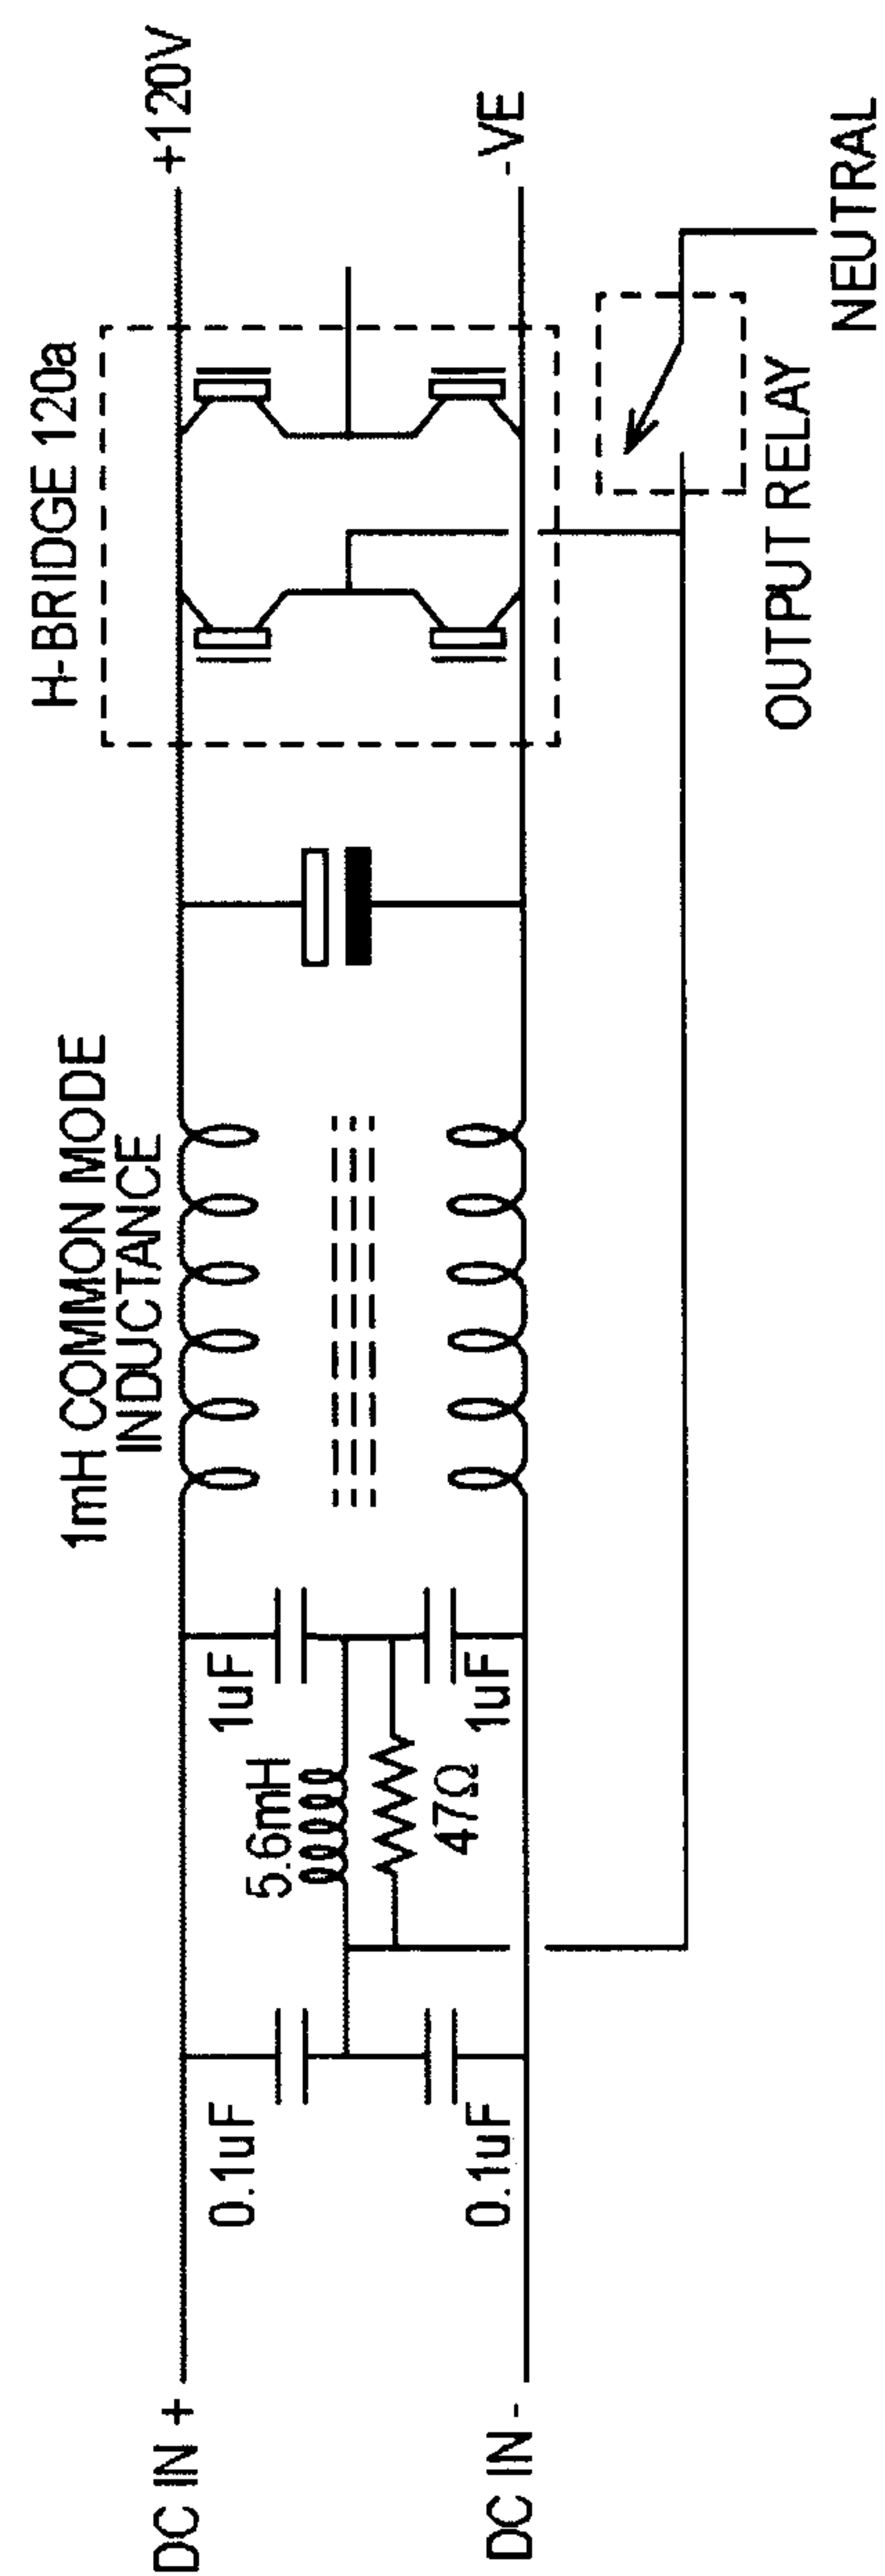 DC IN +
DC IN -
0.1uF
0.1uF
5.6mH
47Ω
1uF
1uF
1mH COMMON MODE
INDUCTANCE
H-BRIDGE 120a
+120V
-VE
OUTPUT RELAY
NEUTRAL